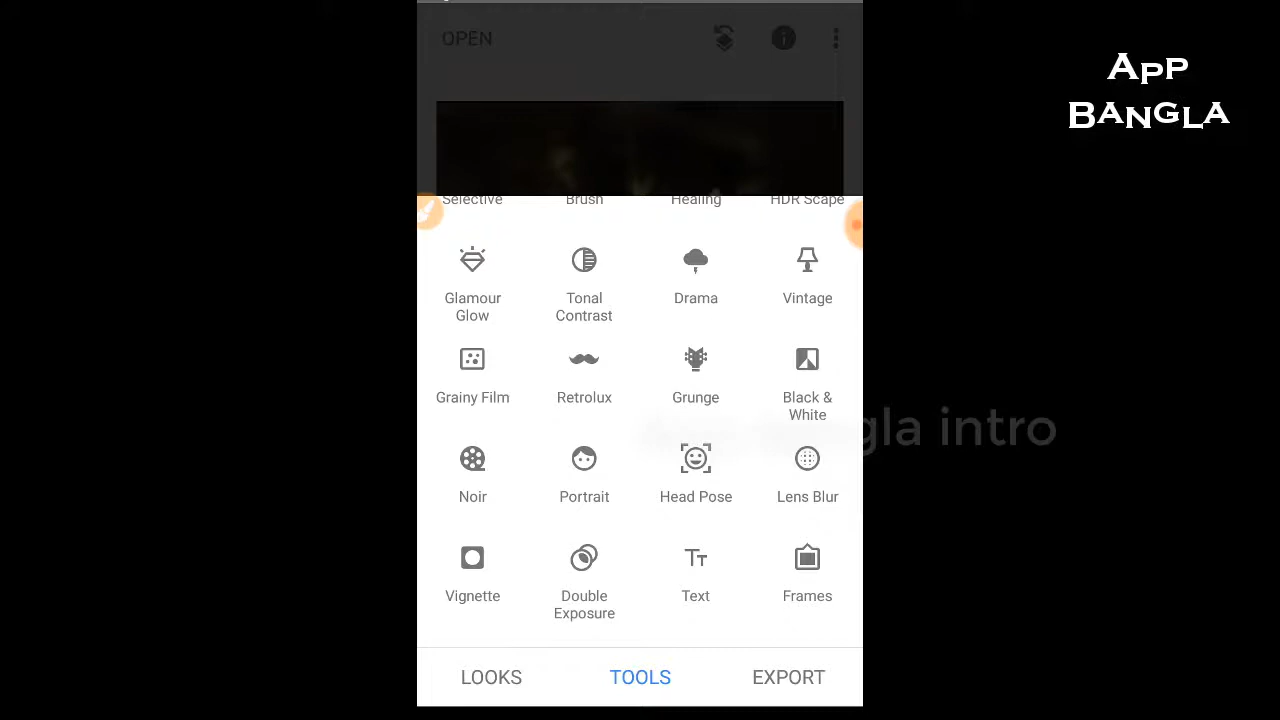 OPEN
APP
BANGLA
Selective Brush Healing HDR Scape
Glamour Glow
Tonal Contrast
Drama
Vintage
Grainy Film
Retrolux
Grunge
Black & White
Noir
Portrait
Head Pose
Lens Blur
Vignette
Double Exposure
Text
Frames
intro
LOOKS TOOLS EXPORT